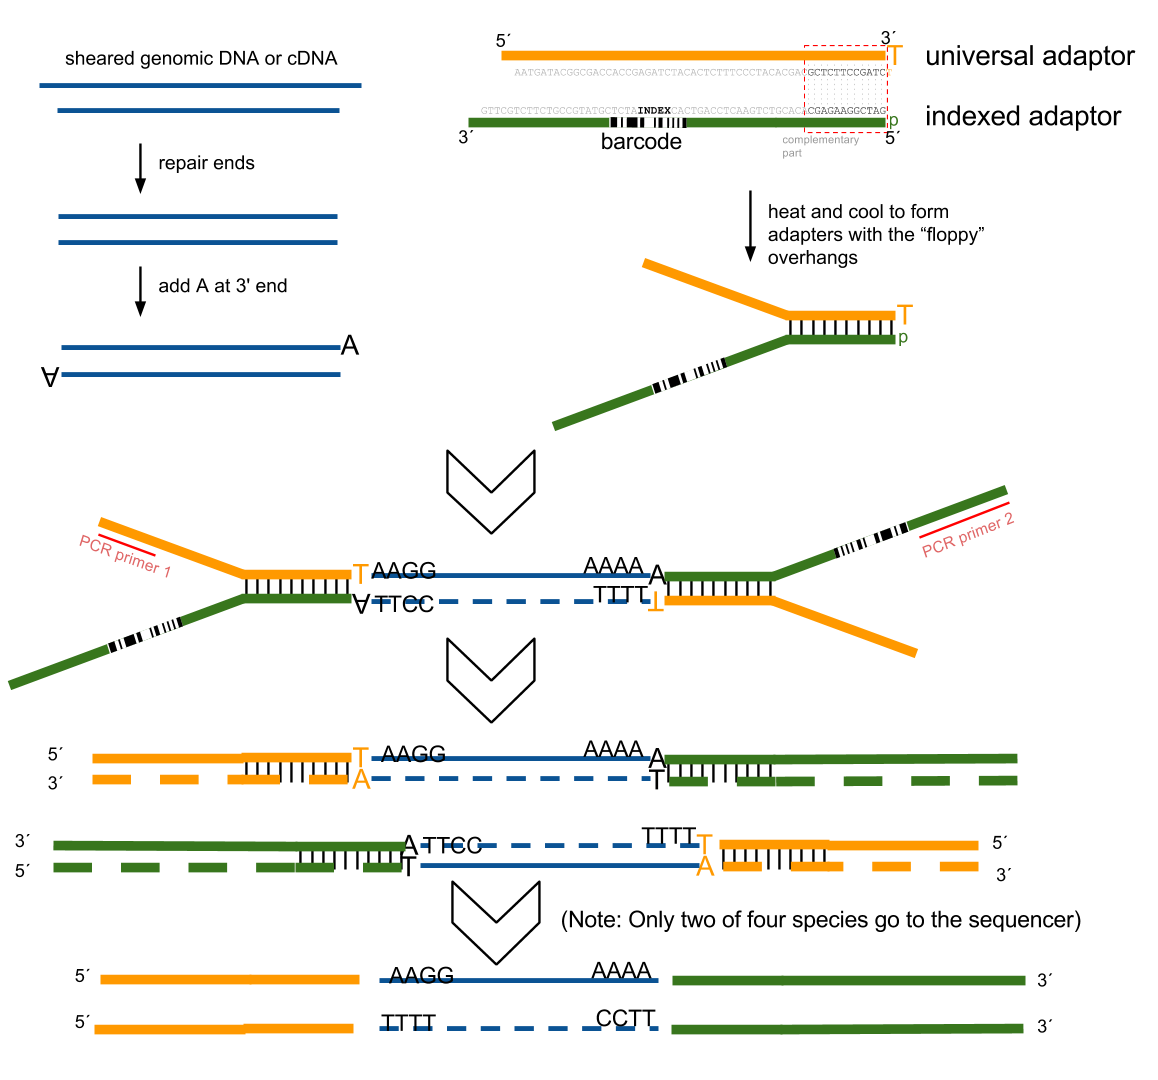 sheared genomic DNA or cDNA
5´
3´
T
universal adaptor
AATGATACGGCGACCACCGAGATCTACACTCTTTCCCTACACGACGCTCTTCCGATCT
GTTCGTCTTCTGCCGTATGCTCTAINDEXCACTGACCTCAAGTCTGCACACGAGAAGGCTAG
p
indexed adaptor
3´
barcode
5´
complementary
part
repair ends
heat and cool to form
adapters with the “floppy”
overhangs
add A at 3' end
A
A
T
p
PCR primer 1
PCR primer 2
T AAGG AAAA A
A TTCC TTTT T
5´ T AAGG AAAA A
3´ A T
3´ A TTCC TTTT T 5´
5´ T A 3´
(Note: Only two of four species go to the sequencer)
5´ AAGG AAAA 3´
5´ TTTT CCTT 3´